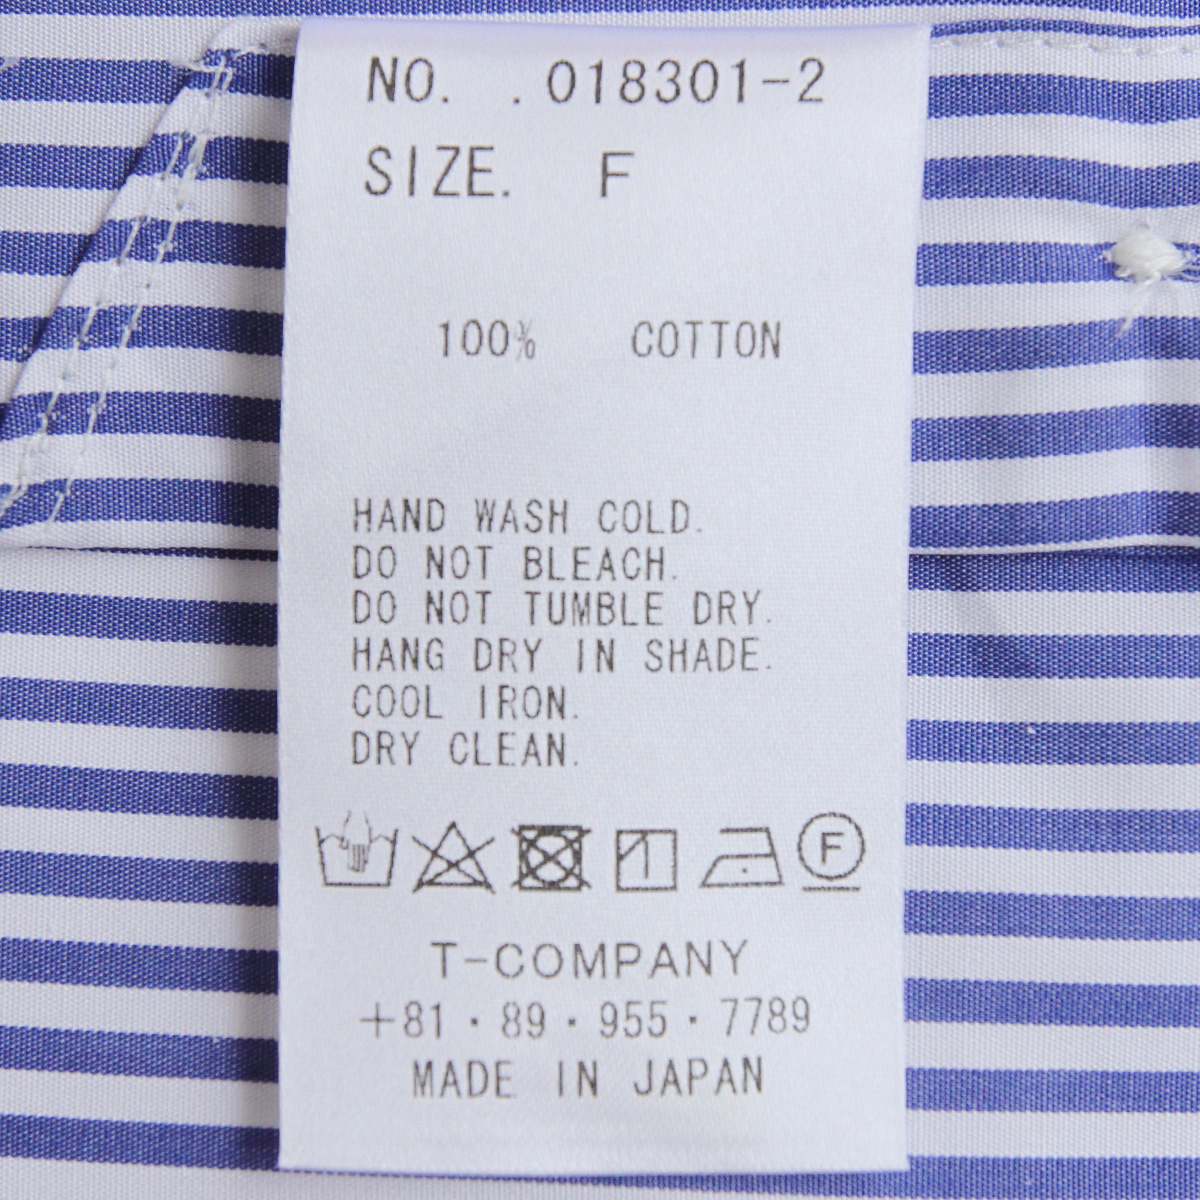 NO. .018301-2
SIZE. F
100% COTTON
HAND WASH COLD.
DO NOT BLEACH.
DO NOT TUMBLE DRY.
HANG DRY IN SHADE.
COOL IRON.
DRY CLEAN.
F
T-COMPANY
+81・89・955・7789
MADE IN JAPAN